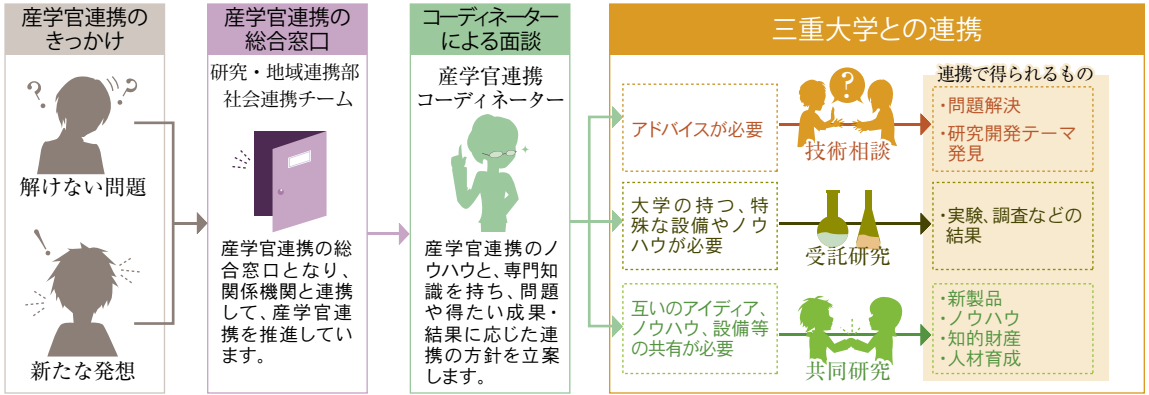 産学官連携の
きっかけ
?
?
?
解けない問題
!
新たな発想
産学官連携の
総合窓口
研究・地域連携部
社会連携チーム
産学官連携の総
合窓口となり、
関係機関と連携
して、産学官連
携を推進してい
ます。
コーディネーター
による面談
産学官連携
コーディネーター
産学官連携のノ
ウハウと、専門知
識を持ち、問題
や得たい成果・
結果に応じた連
携の方針を立案
します。
三重大学との連携
連携で得られるもの
アドバイスが必要
?
技術相談
・問題解決
・研究開発テーマ
発見
大学の持つ、特
殊な設備やノウ
ハウが必要
受託研究
・実験、調査などの
結果
互いのアイディア、
ノウハウ、設備等
の共有が必要
共同研究
・新製品
・ノウハウ
・知的財産
・人材育成